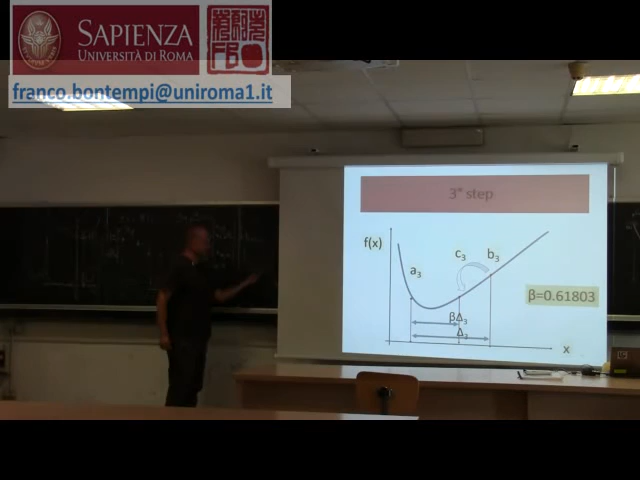 SAPIENZA
UNIVERSITÀ DI ROMA
franco.bontempi@uniroma1.it
3° step
f(x)
c₃
b₃
a₃
β=0.61803
βΔ₃
Δ₃
x